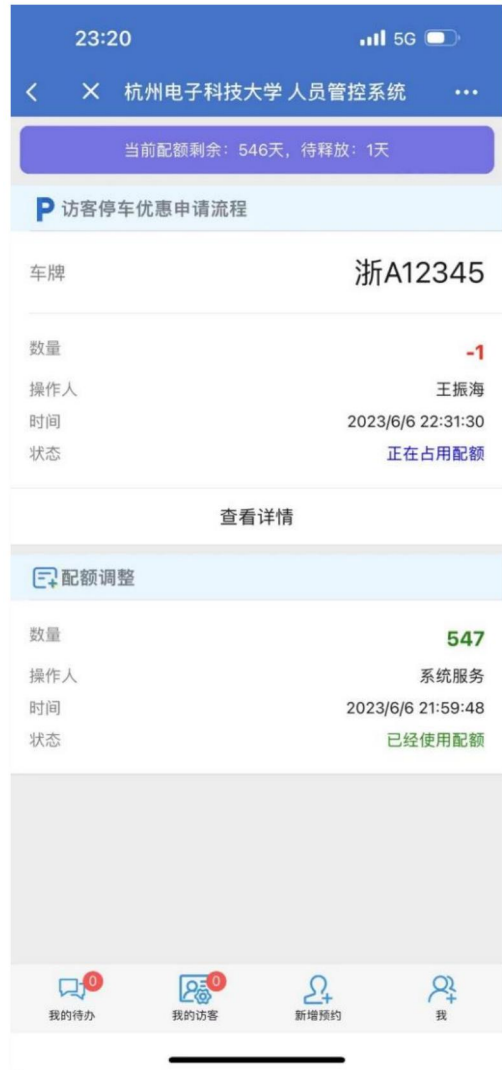 23:20 5G
杭州电子科技大学 人员管控系统
当前配额剩余：546天，待释放：1天
P 访客停车优惠申请流程
车牌 浙A12345
数量 -1
操作人 王振海
时间 2023/6/6 22:31:30
状态 正在占用配额
查看详情
配额调整
数量 547
操作人 系统服务
时间 2023/6/6 21:59:48
状态 已经使用配额
0 0
我的待办 我的访客 新增预约 我